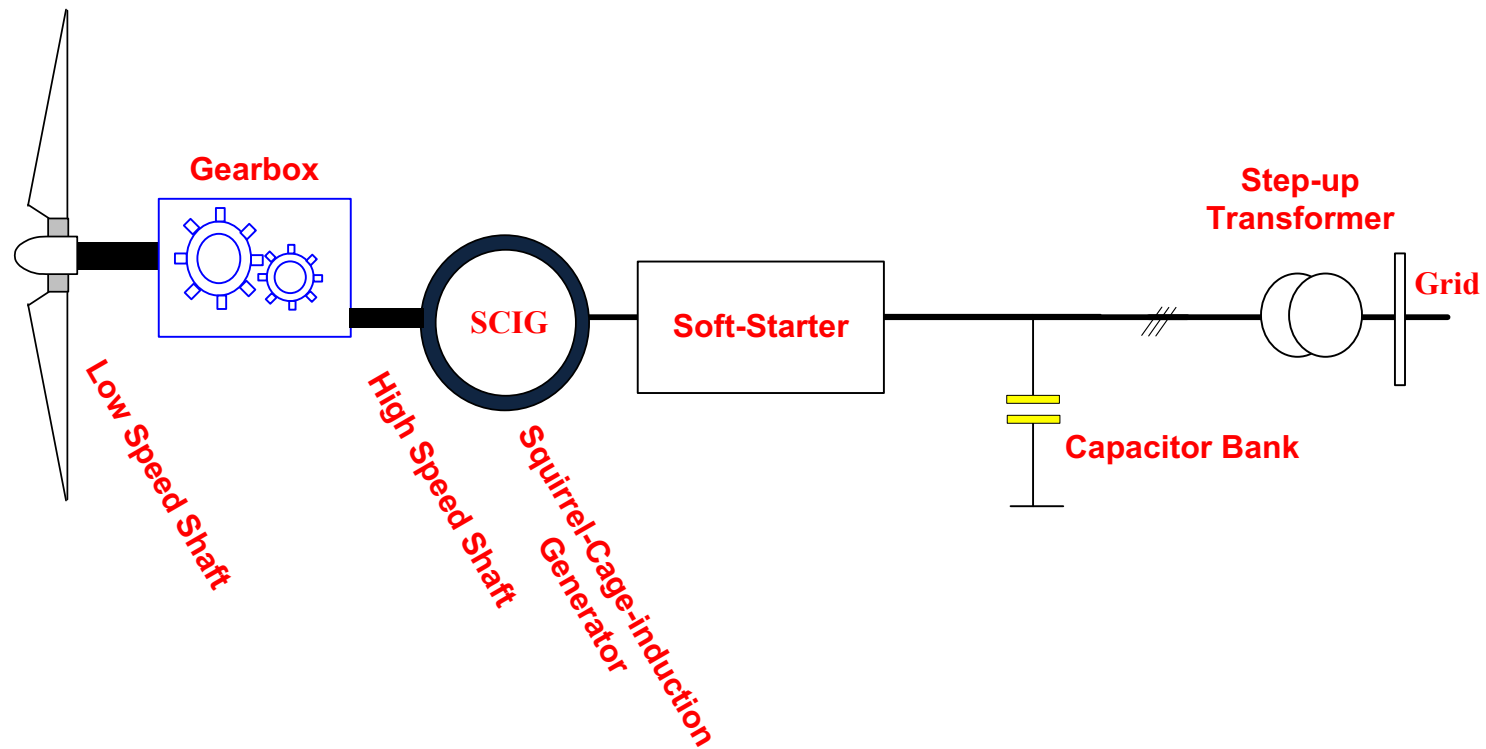 Gearbox
Step-up
Transformer
Grid
SCIG
Soft-Starter
Capacitor Bank
Low Speed Shaft
High Speed Shaft
Squirrel-Cage-induction
Generator